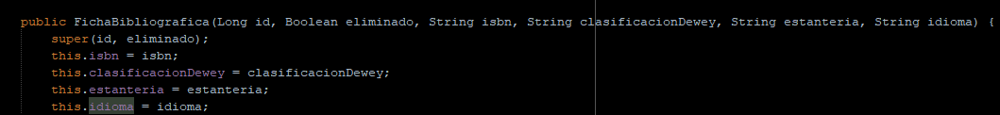 public FichaBibliografica(Long id, Boolean eliminado, String isbn, String clasificacionDewey, String estanteria, String idioma) {
super(id, eliminado);
this.isbn = isbn;
this.clasificacionDewey = clasificacionDewey;
this.estanteria = estanteria;
this.idioma = idioma;